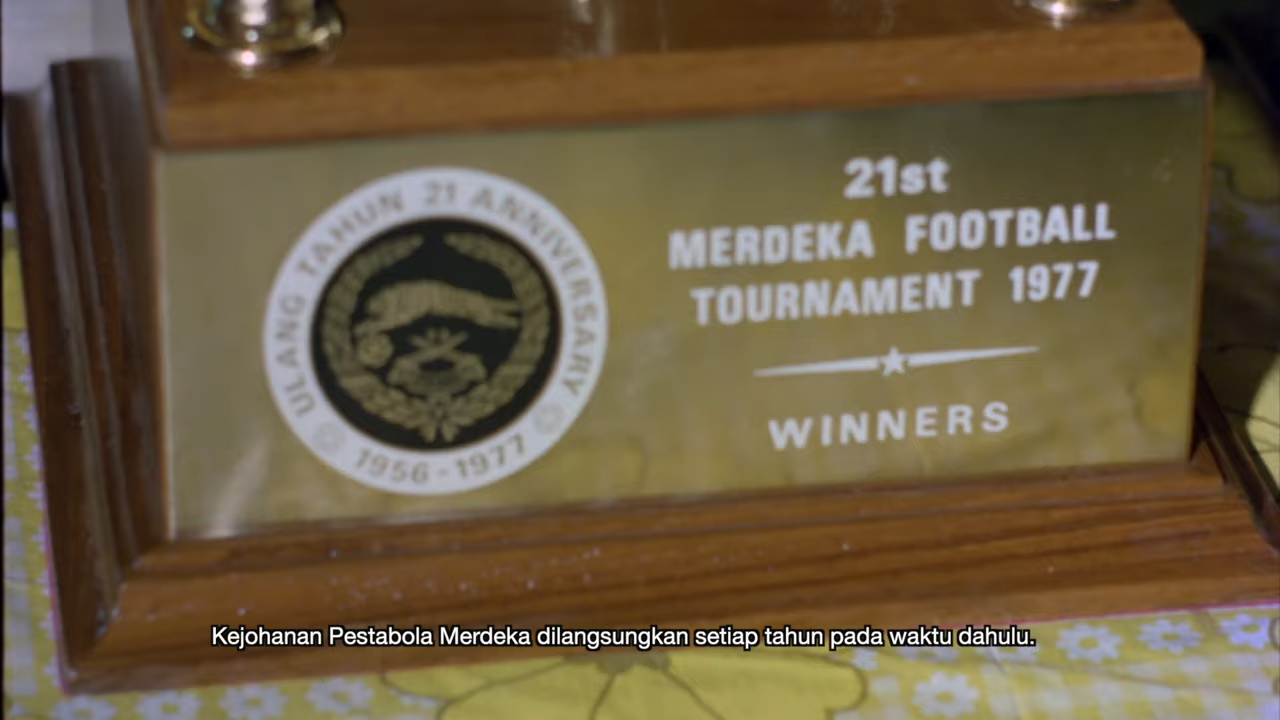 ULANG TAHUN 21 ANNIVERSARY
1956-1977
21st
MERDEKA FOOTBALL
TOURNAMENT 1977
WINNERS
Kejohanan Pestabola Merdeka dilangsungkan setiap tahun pada waktu dahulu.